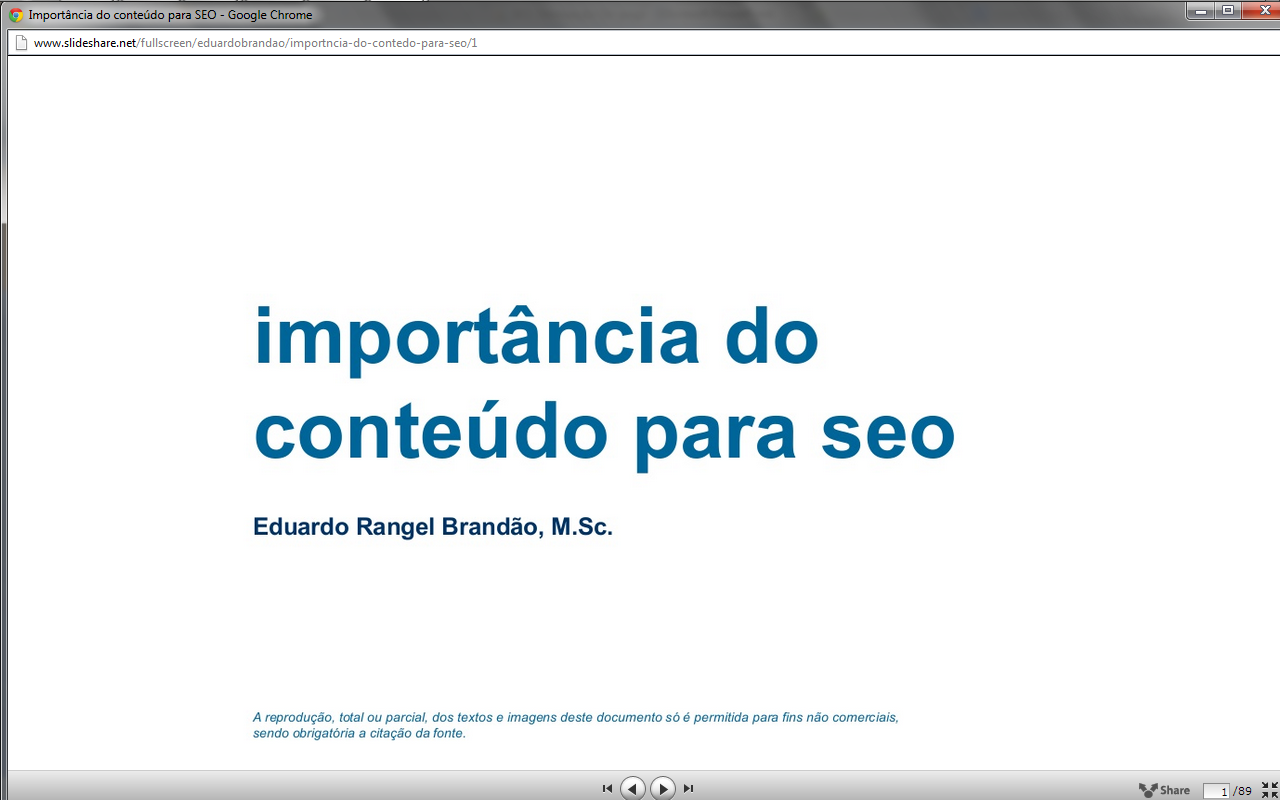 Importância do conteúdo para SEO - Google Chrome
www.slideshare.net/fullscreen/eduardobrandao/importncia-do-contedo-para-seo/1
importância do
conteúdo para seo
Eduardo Rangel Brandão, M.Sc.
A reprodução, total ou parcial, dos textos e imagens deste documento só é permitida para fins não comerciais,
sendo obrigatória a citação da fonte.
Share 1 /89